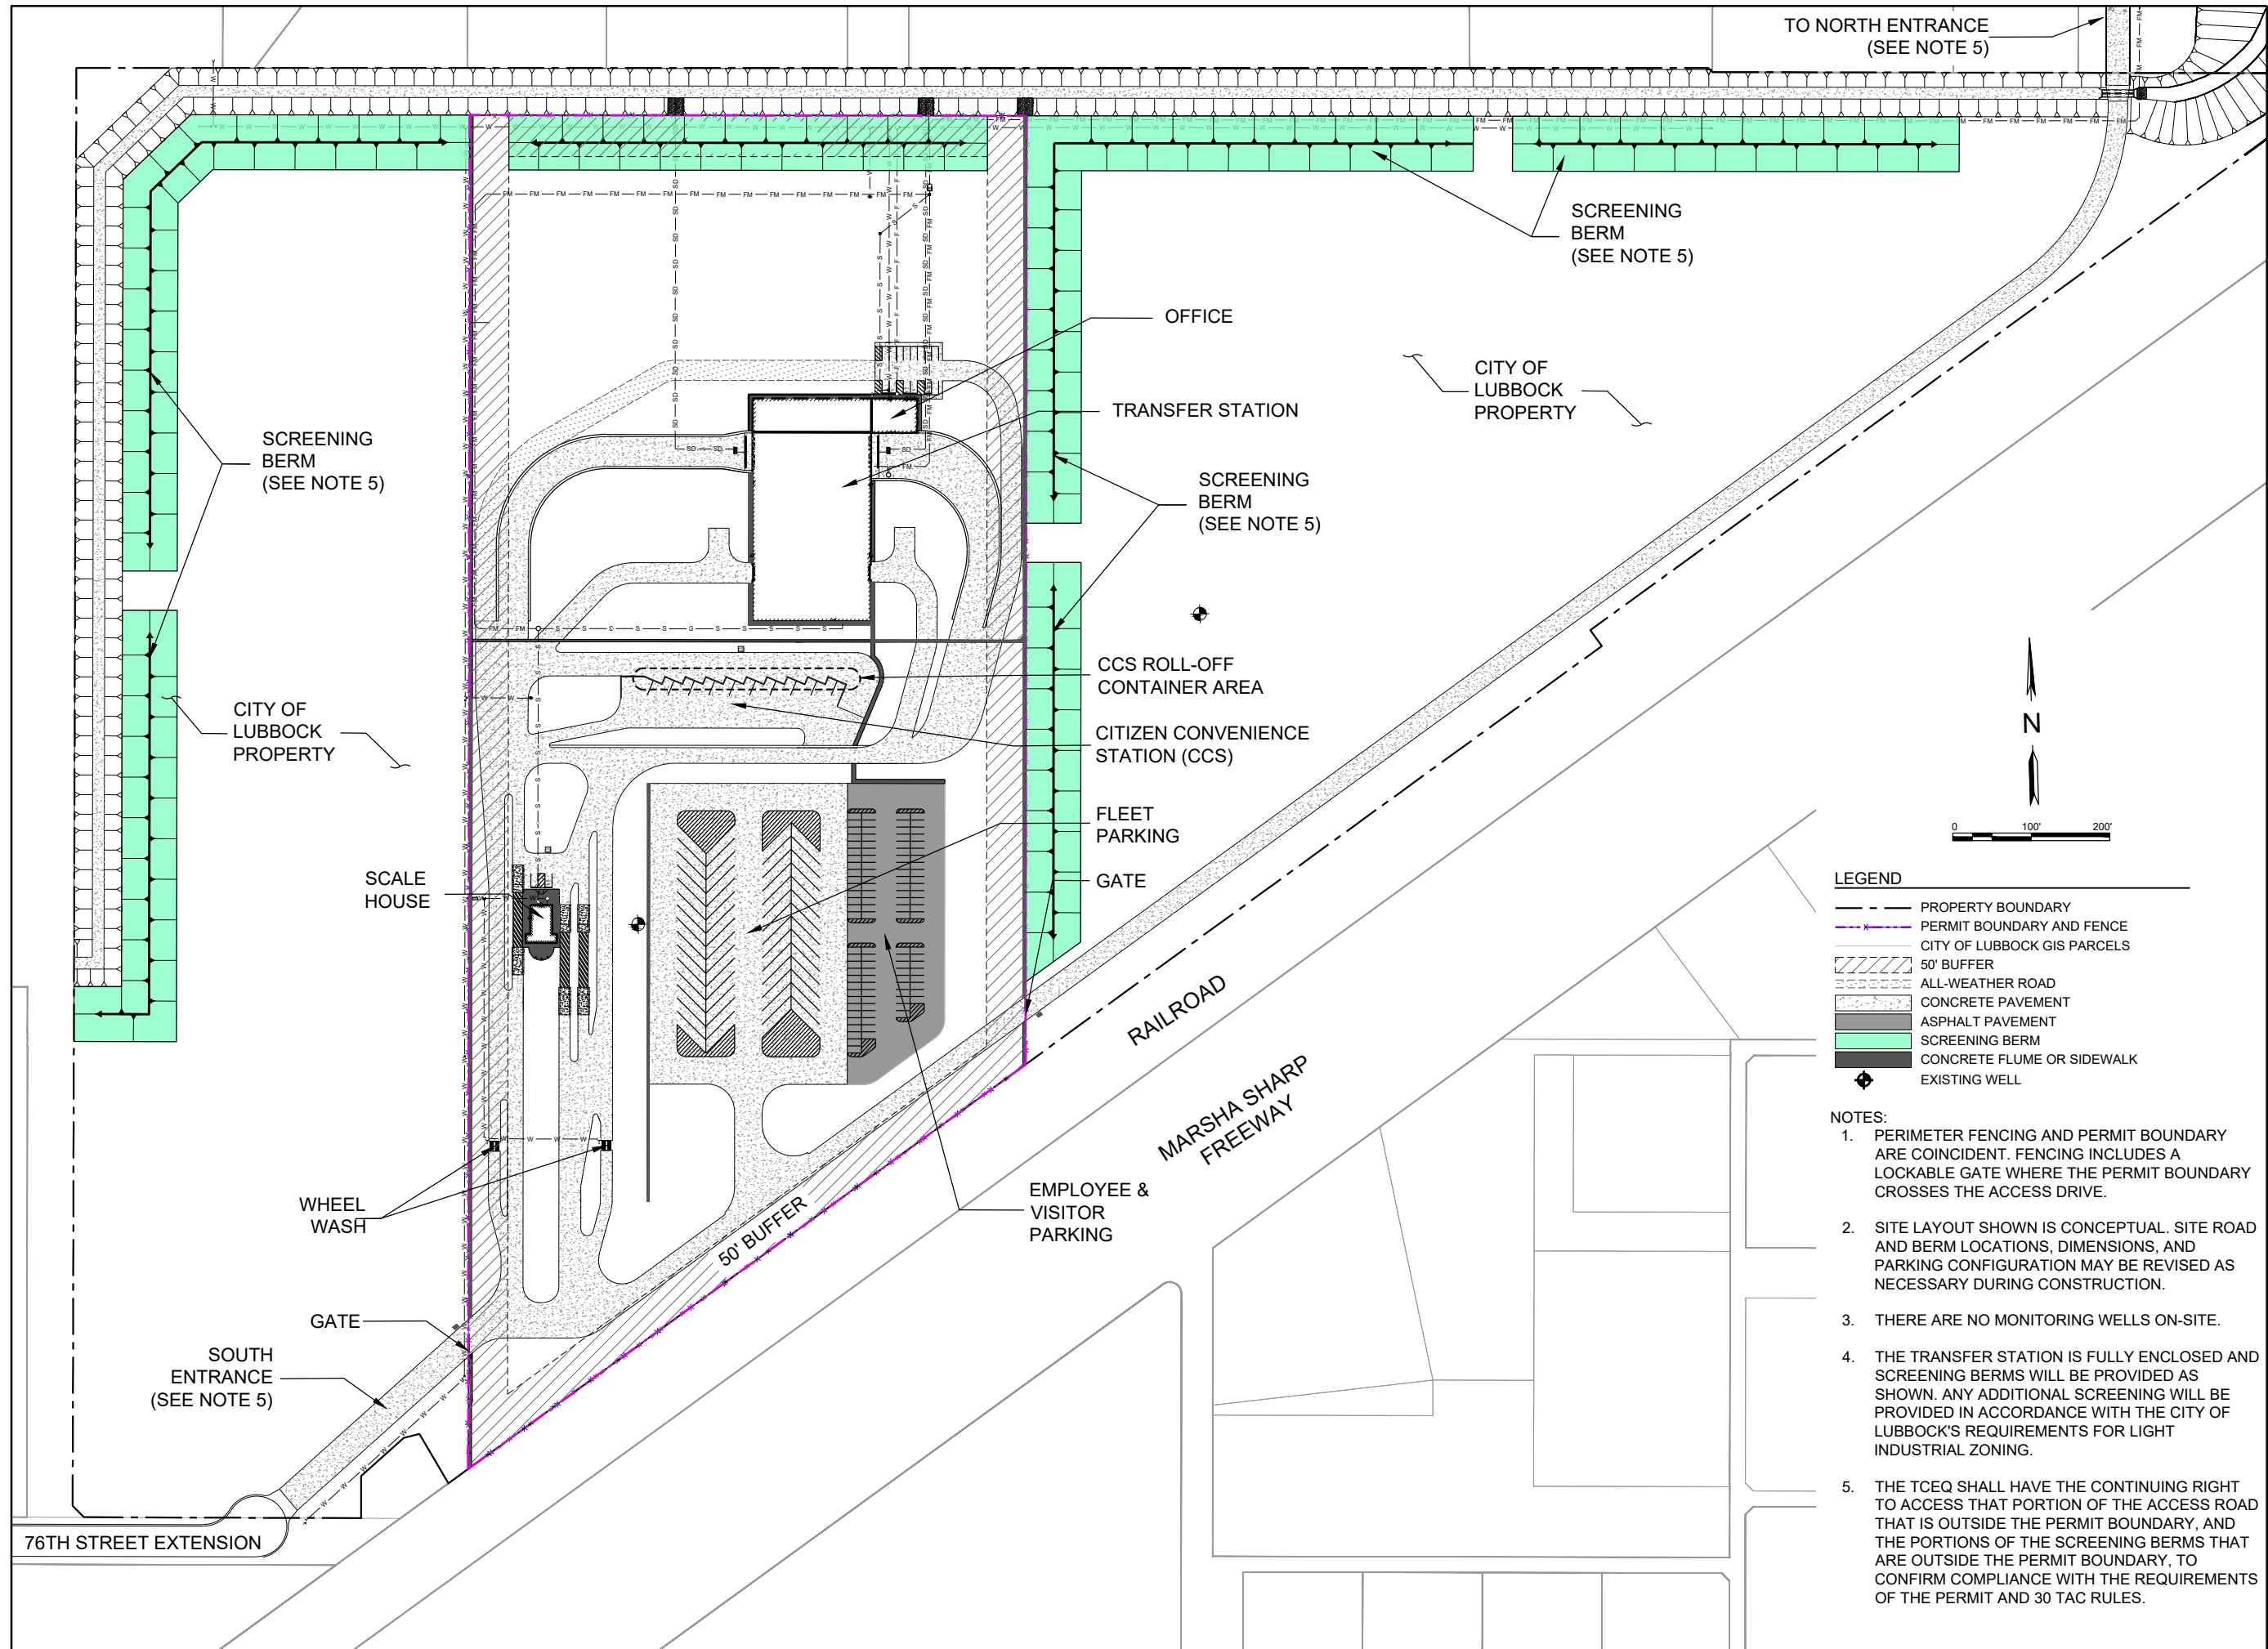 TO NORTH ENTRANCE
(SEE NOTE 5)
SCREENING
BERM
(SEE NOTE 5)
OFFICE
CITY OF
LUBBOCK
PROPERTY
TRANSFER STATION
SCREENING
BERM
(SEE NOTE 5)
SCREENING
BERM
(SEE NOTE 5)
CCS ROLL-OFF
CONTAINER AREA
CITY OF
LUBBOCK
PROPERTY
CITIZEN CONVENIENCE
STATION (CCS)
N
FLEET
PARKING
0 100' 200'
SCALE
HOUSE
GATE
RAILROAD
MARSHA SHARP
FREEWAY
WHEEL
WASH
EMPLOYEE &
VISITOR
PARKING
50' BUFFER
GATE
SOUTH
ENTRANCE
(SEE NOTE 5)
76TH STREET EXTENSION
LEGEND
PROPERTY BOUNDARY
PERMIT BOUNDARY AND FENCE
CITY OF LUBBOCK GIS PARCELS
50' BUFFER
ALL-WEATHER ROAD
CONCRETE PAVEMENT
ASPHALT PAVEMENT
SCREENING BERM
CONCRETE FLUME OR SIDEWALK
EXISTING WELL
NOTES:
1. PERIMETER FENCING AND PERMIT BOUNDARY
ARE COINCIDENT. FENCING INCLUDES A
LOCKABLE GATE WHERE THE PERMIT BOUNDARY
CROSSES THE ACCESS DRIVE.
2. SITE LAYOUT SHOWN IS CONCEPTUAL. SITE ROAD
AND BERM LOCATIONS, DIMENSIONS, AND
PARKING CONFIGURATION MAY BE REVISED AS
NECESSARY DURING CONSTRUCTION.
3. THERE ARE NO MONITORING WELLS ON-SITE.
4. THE TRANSFER STATION IS FULLY ENCLOSED AND
SCREENING BERMS WILL BE PROVIDED AS
SHOWN. ANY ADDITIONAL SCREENING WILL BE
PROVIDED IN ACCORDANCE WITH THE CITY OF
LUBBOCK'S REQUIREMENTS FOR LIGHT
INDUSTRIAL ZONING.
5. THE TCEQ SHALL HAVE THE CONTINUING RIGHT
TO ACCESS THAT PORTION OF THE ACCESS ROAD
THAT IS OUTSIDE THE PERMIT BOUNDARY, AND
THE PORTIONS OF THE SCREENING BERMS THAT
ARE OUTSIDE THE PERMIT BOUNDARY, TO
CONFIRM COMPLIANCE WITH THE REQUIREMENTS
OF THE PERMIT AND 30 TAC RULES.